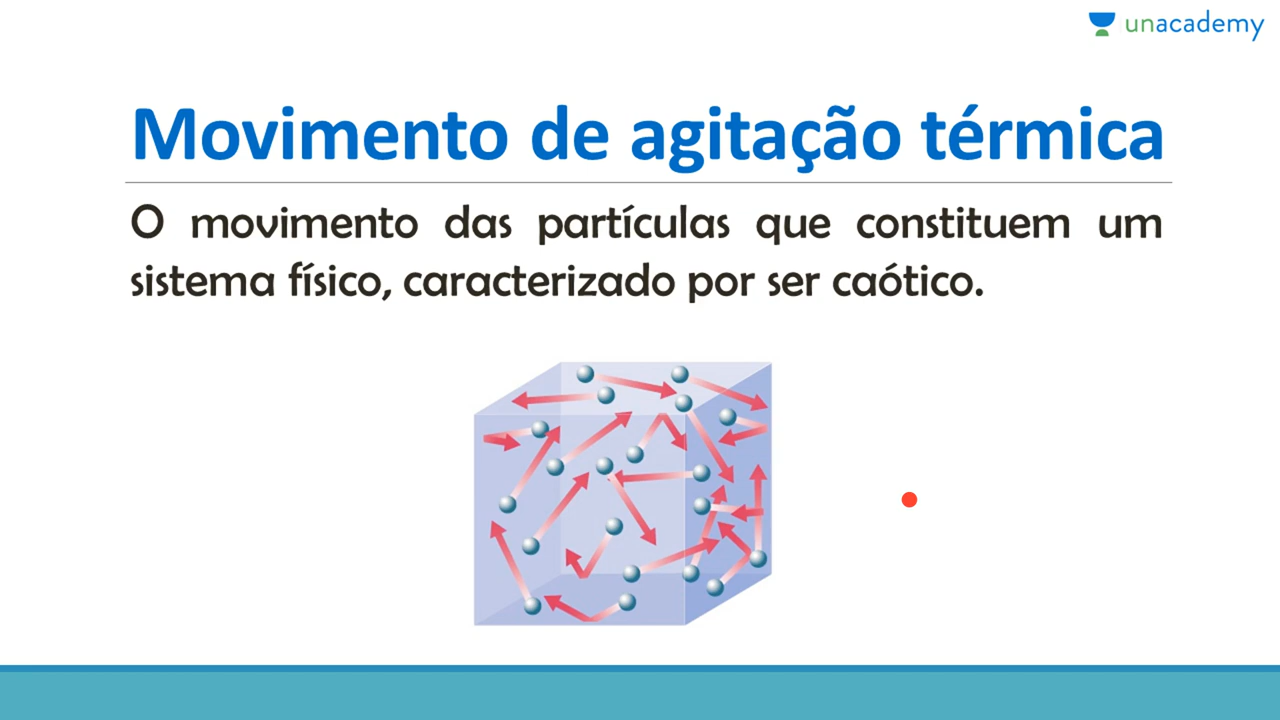 unacademy
Movimento de agitação térmica
O movimento das partículas que constituem um
sistema físico, caracterizado por ser caótico.